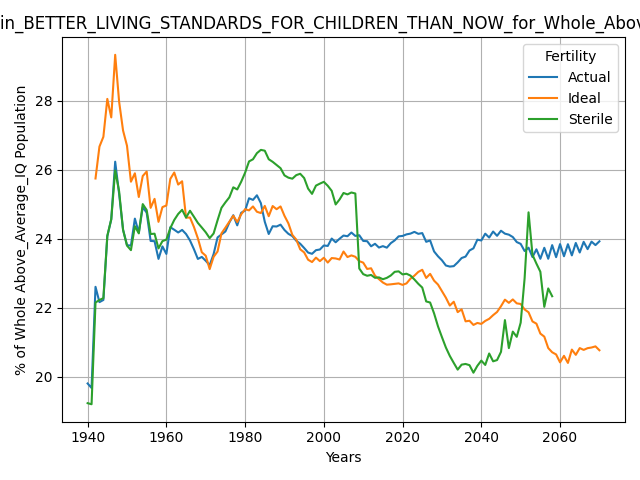 in_BETTER_LIVING_STANDARDS_FOR_CHILDREN_THAN_NOW_for_Whole_Abov
Fertility
Actual
Ideal
Sterile
% of Whole Above_Average_IQ Population
28
26
24
22
20
1940 1960 1980 2000 2020 2040 2060
Years